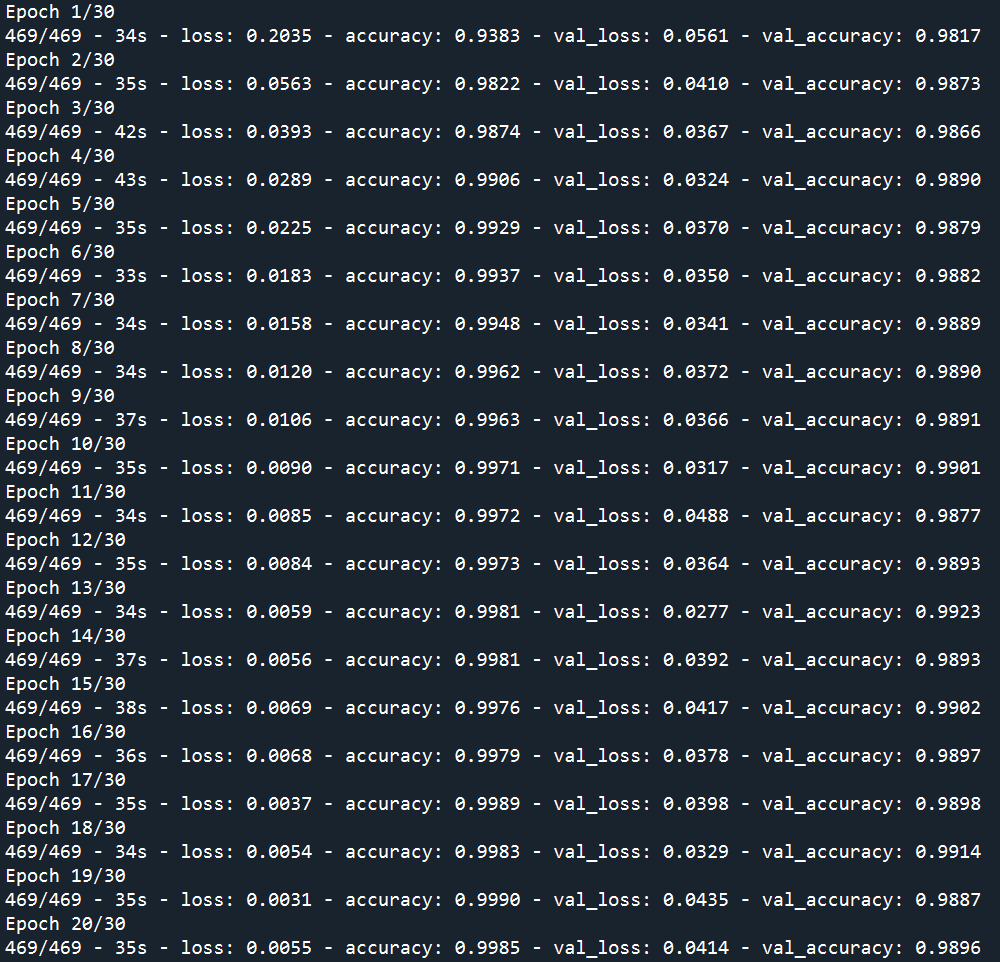 Epoch 1/30
469/469 - 34s - loss: 0.2035 - accuracy: 0.9383 - val_loss: 0.0561 - val_accuracy: 0.9817
Epoch 2/30
469/469 - 35s - loss: 0.0563 - accuracy: 0.9822 - val_loss: 0.0410 - val_accuracy: 0.9873
Epoch 3/30
469/469 - 42s - loss: 0.0393 - accuracy: 0.9874 - val_loss: 0.0367 - val_accuracy: 0.9866
Epoch 4/30
469/469 - 43s - loss: 0.0289 - accuracy: 0.9906 - val_loss: 0.0324 - val_accuracy: 0.9890
Epoch 5/30
469/469 - 35s - loss: 0.0225 - accuracy: 0.9929 - val_loss: 0.0370 - val_accuracy: 0.9879
Epoch 6/30
469/469 - 33s - loss: 0.0183 - accuracy: 0.9937 - val_loss: 0.0350 - val_accuracy: 0.9882
Epoch 7/30
469/469 - 34s - loss: 0.0158 - accuracy: 0.9948 - val_loss: 0.0341 - val_accuracy: 0.9889
Epoch 8/30
469/469 - 34s - loss: 0.0120 - accuracy: 0.9962 - val_loss: 0.0372 - val_accuracy: 0.9890
Epoch 9/30
469/469 - 37s - loss: 0.0106 - accuracy: 0.9963 - val_loss: 0.0366 - val_accuracy: 0.9891
Epoch 10/30
469/469 - 35s - loss: 0.0090 - accuracy: 0.9971 - val_loss: 0.0317 - val_accuracy: 0.9901
Epoch 11/30
469/469 - 34s - loss: 0.0085 - accuracy: 0.9972 - val_loss: 0.0488 - val_accuracy: 0.9877
Epoch 12/30
469/469 - 35s - loss: 0.0084 - accuracy: 0.9973 - val_loss: 0.0364 - val_accuracy: 0.9893
Epoch 13/30
469/469 - 34s - loss: 0.0059 - accuracy: 0.9981 - val_loss: 0.0277 - val_accuracy: 0.9923
Epoch 14/30
469/469 - 37s - loss: 0.0056 - accuracy: 0.9981 - val_loss: 0.0392 - val_accuracy: 0.9893
Epoch 15/30
469/469 - 38s - loss: 0.0069 - accuracy: 0.9976 - val_loss: 0.0417 - val_accuracy: 0.9902
Epoch 16/30
469/469 - 36s - loss: 0.0068 - accuracy: 0.9979 - val_loss: 0.0378 - val_accuracy: 0.9897
Epoch 17/30
469/469 - 35s - loss: 0.0037 - accuracy: 0.9989 - val_loss: 0.0398 - val_accuracy: 0.9898
Epoch 18/30
469/469 - 34s - loss: 0.0054 - accuracy: 0.9983 - val_loss: 0.0329 - val_accuracy: 0.9914
Epoch 19/30
469/469 - 35s - loss: 0.0031 - accuracy: 0.9990 - val_loss: 0.0435 - val_accuracy: 0.9887
Epoch 20/30
469/469 - 35s - loss: 0.0055 - accuracy: 0.9985 - val_loss: 0.0414 - val_accuracy: 0.9896